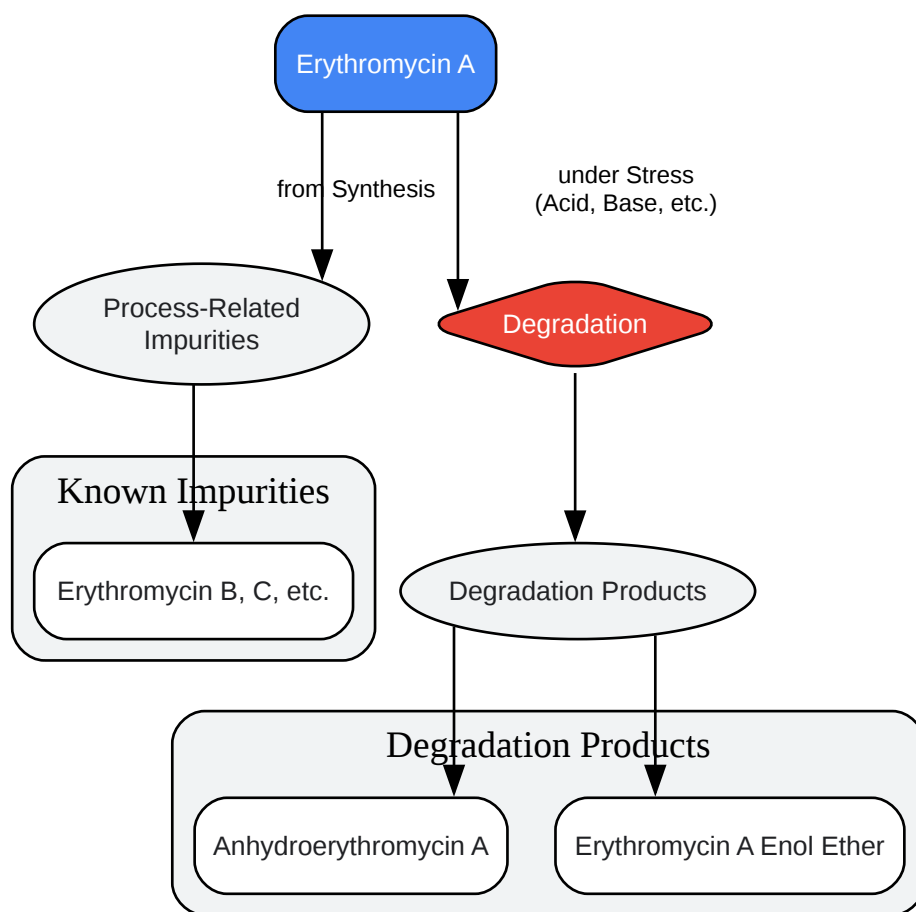 Erythromycin A
from Synthesis
under Stress
(Acid, Base, etc.)
Process-Related
Impurities
Degradation
Known Impurities
Erythromycin B, C, etc.
Degradation Products
Degradation Products
Anhydroerythromycin A
Erythromycin A Enol Ether